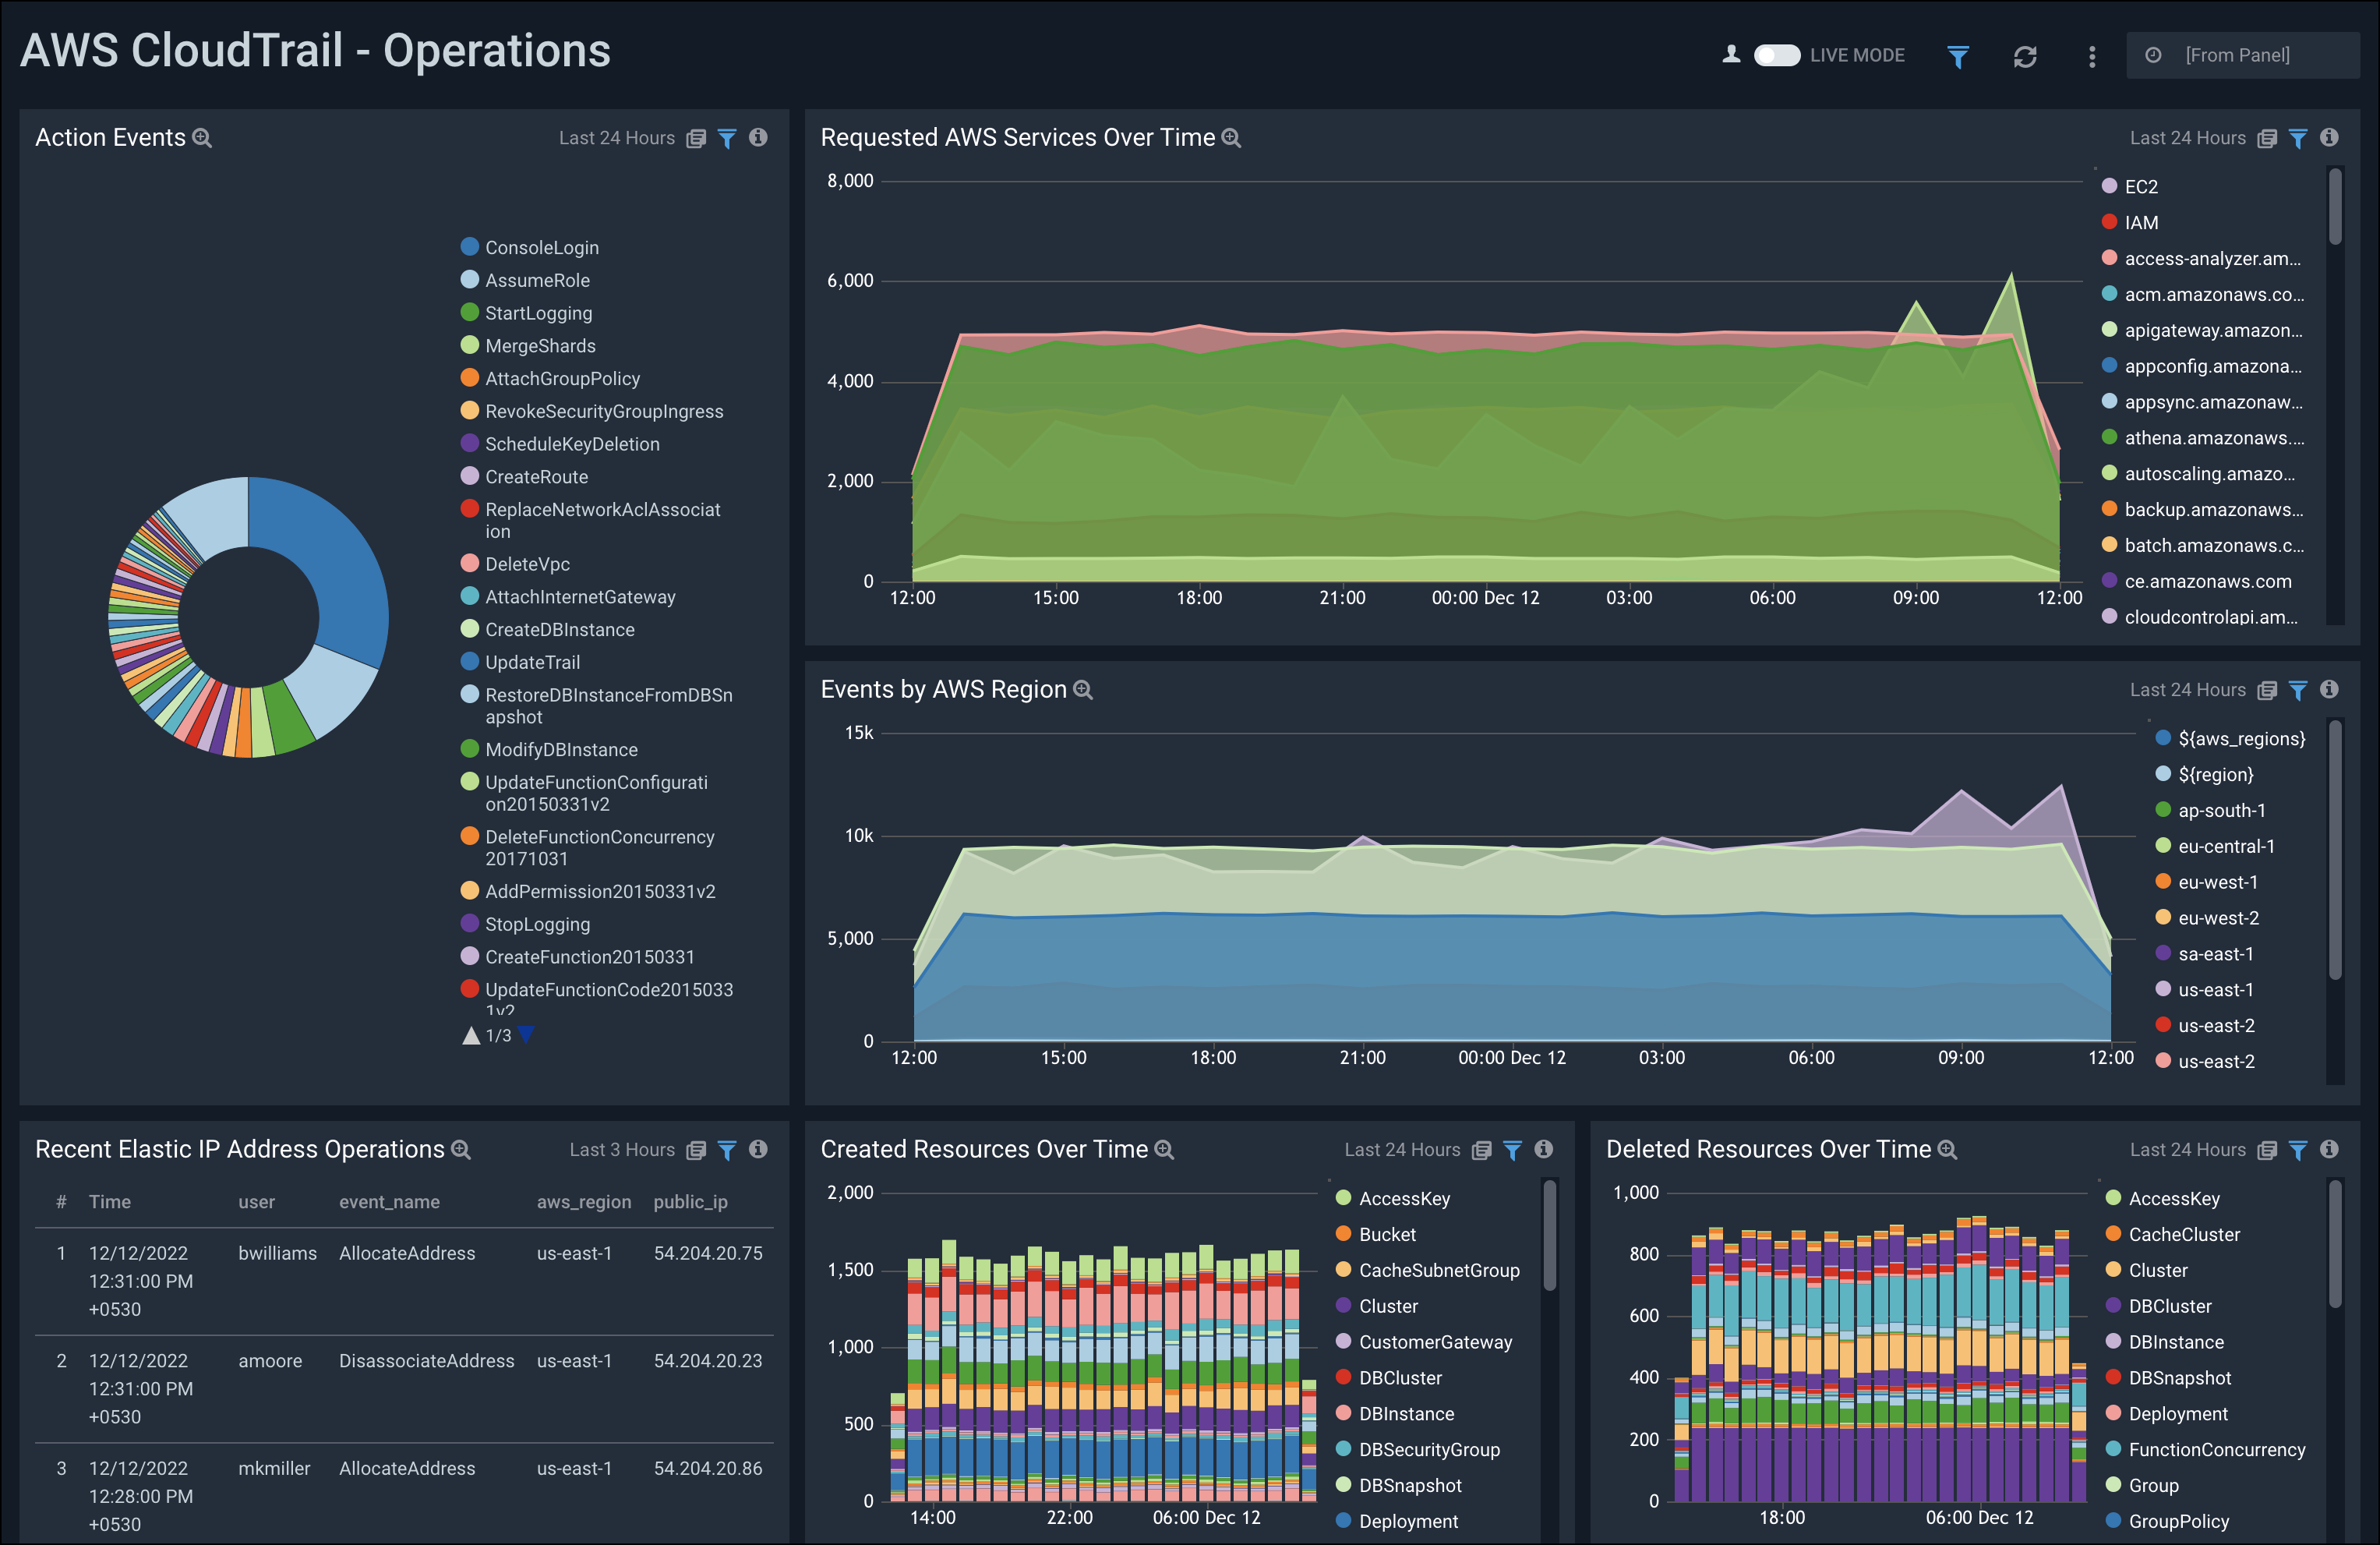 AWS CloudTrail - Operations
LIVE MODE
[From Panel]
Action Events
Last 24 Hours
ConsoleLogin
AssumeRole
StartLogging
MergeShards
AttachGroupPolicy
RevokeSecurityGroupIngress
ScheduleKeyDeletion
CreateRoute
ReplaceNetworkAclAssociat
ion
DeleteVpc
AttachInternetGateway
CreateDBInstance
UpdateTrail
RestoreDBInstanceFromDBSn
apshot
ModifyDBInstance
UpdateFunctionConfigurati
on20150331v2
DeleteFunctionConcurrency
20171031
AddPermission20150331v2
StopLogging
CreateFunction20150331
UpdateFunctionCode2015033
1v2
1/3
Requested AWS Services Over Time
Last 24 Hours
8,000
6,000
4,000
2,000
0
12:00 15:00 18:00 21:00 00:00 Dec 12 03:00 06:00 09:00 12:00
EC2
IAM
access-analyzer.am...
acm.amazonaws.co...
apigateway.amazon...
appconfig.amazona...
appsync.amazonaw...
athena.amazonaws....
autoscaling.amazo...
backup.amazonaws...
batch.amazonaws.c...
ce.amazonaws.com
cloudcontrolapi.am...
Events by AWS Region
Last 24 Hours
15k
10k
5,000
0
12:00 15:00 18:00 21:00 00:00 Dec 12 03:00 06:00 09:00 12:00
${aws_regions}
${region}
ap-south-1
eu-central-1
eu-west-1
eu-west-2
sa-east-1
us-east-1
us-east-2
us-east-2
Recent Elastic IP Address Operations
Last 3 Hours
# Time user event_name aws_region public_ip
1 12/12/2022 bwilliams AllocateAddress us-east-1 54.204.20.75
12:31:00 PM
+0530
2 12/12/2022 amoore DisassociateAddress us-east-1 54.204.20.23
12:31:00 PM
+0530
3 12/12/2022 mkmiller AllocateAddress us-east-1 54.204.20.86
12:28:00 PM
+0530
Created Resources Over Time
Last 24 Hours
2,000
1,500
1,000
500
0
14:00 22:00 06:00 Dec 12
AccessKey
Bucket
CacheSubnetGroup
Cluster
CustomerGateway
DBCluster
DBInstance
DBSecurityGroup
DBSnapshot
Deployment
Deleted Resources Over Time
Last 24 Hours
1,000
800
600
400
200
0
18:00 06:00 Dec 12
AccessKey
CacheCluster
Cluster
DBCluster
DBInstance
DBSnapshot
Deployment
FunctionConcurrency
Group
GroupPolicy